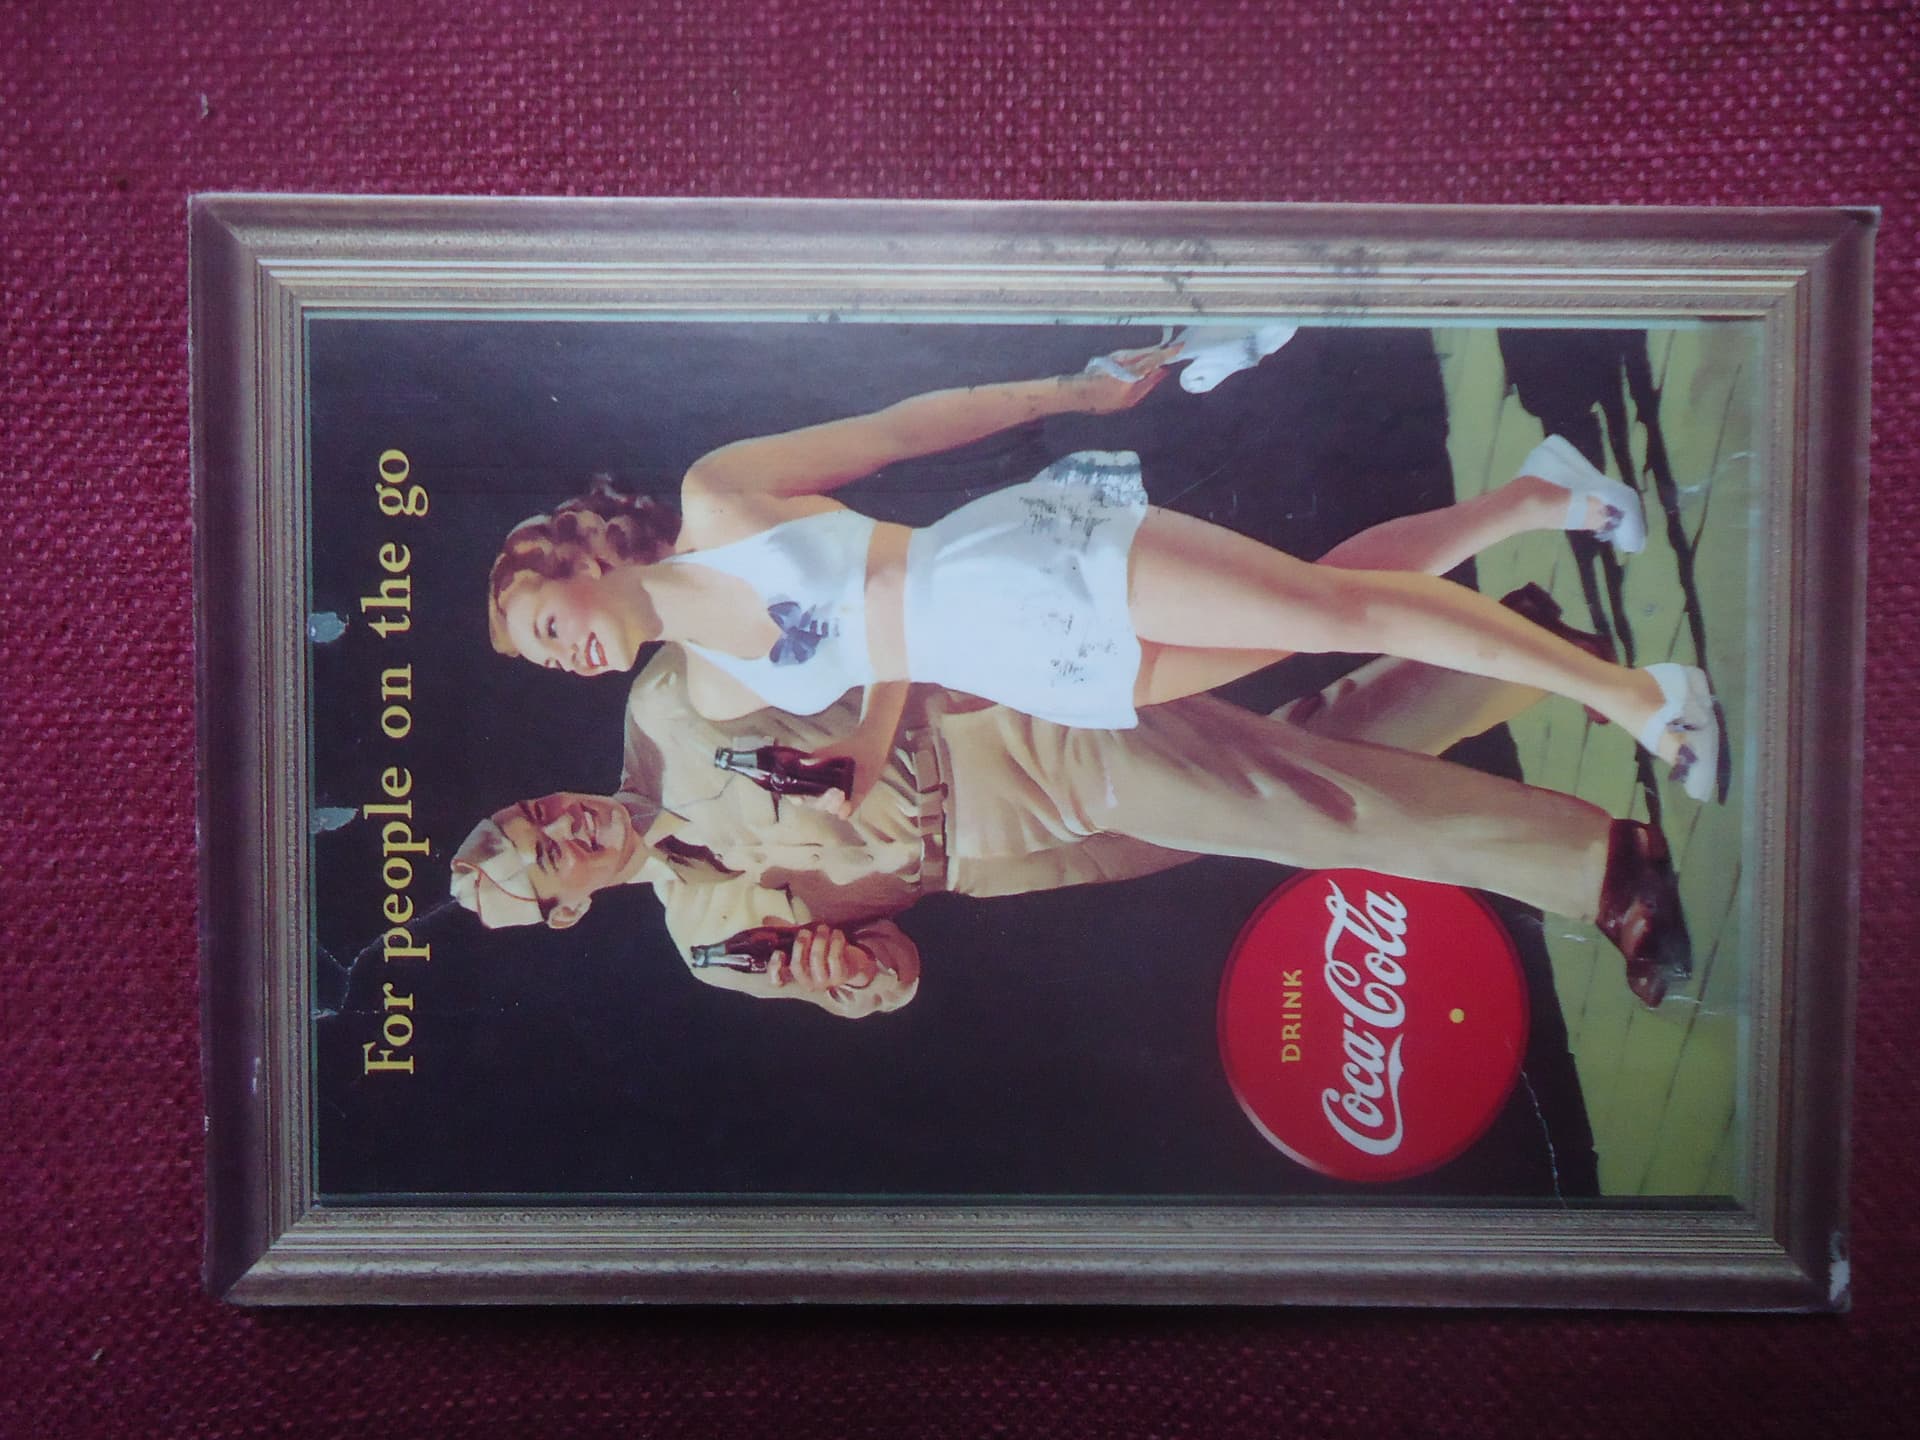 For people on the go
DRINK
Coca-Cola